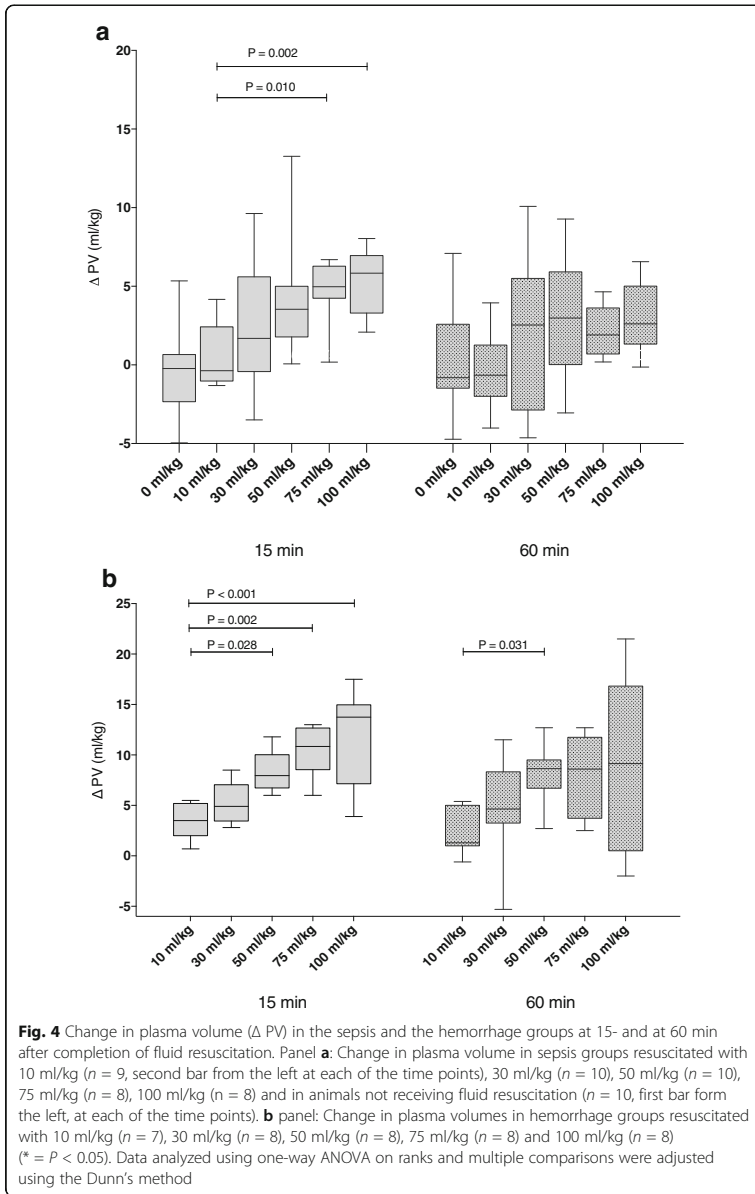 a
20
P = 0.002
P = 0.010
15
10
Δ PV (ml/kg)
5
0
-5
0 ml/kg 10 ml/kg 30 ml/kg 50 ml/kg 75 ml/kg 100 ml/kg 0 ml/kg 10 ml/kg 30 ml/kg 50 ml/kg 75 ml/kg 100 ml/kg
15 min 60 min
b
25
P < 0.001
P = 0.002
20
P = 0.028 P = 0.031
15
Δ PV (ml/kg)
10
5
0
-5
10 ml/kg 30 ml/kg 50 ml/kg 75 ml/kg 100 ml/kg 10 ml/kg 30 ml/kg 50 ml/kg 75 ml/kg 100 ml/kg
15 min 60 min
Fig. 4 Change in plasma volume (Δ PV) in the sepsis and the hemorrhage groups at 15- and at 60 min
after completion of fluid resuscitation. Panel a: Change in plasma volume in sepsis groups resuscitated with
10 ml/kg (n = 9, second bar from the left at each of the time points), 30 ml/kg (n = 10), 50 ml/kg (n = 10),
75 ml/kg (n = 8), 100 ml/kg (n = 8) and in animals not receiving fluid resuscitation (n = 10, first bar form
the left, at each of the time points). b panel: Change in plasma volumes in hemorrhage groups resuscitated
with 10 ml/kg (n = 7), 30 ml/kg (n = 8), 50 ml/kg (n = 8), 75 ml/kg (n = 8) and 100 ml/kg (n = 8)
(* = P < 0.05). Data analyzed using one-way ANOVA on ranks and multiple comparisons were adjusted
using the Dunn's method